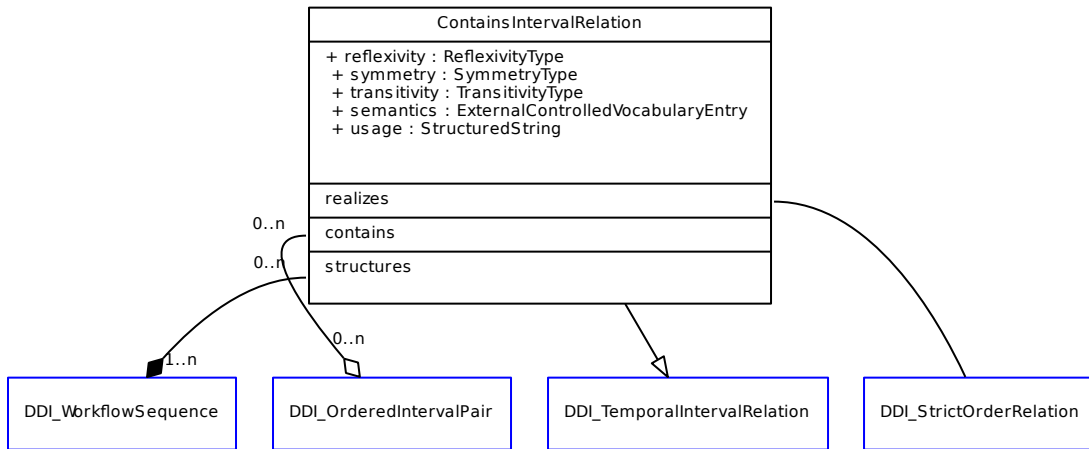 ContainsIntervalRelation
+ reflexivity : ReflexivityType
+ symmetry : SymmetryType
+ transitivity : TransitivityType
+ semantics : ExternalControlledVocabularyEntry
+ usage : StructuredString
realizes
0..n
contains
0..n
structures
0..n
1..n
DDI_WorkflowSequence
DDI_OrderedIntervalPair
DDI_TemporalIntervalRelation
DDI_StrictOrderRelation